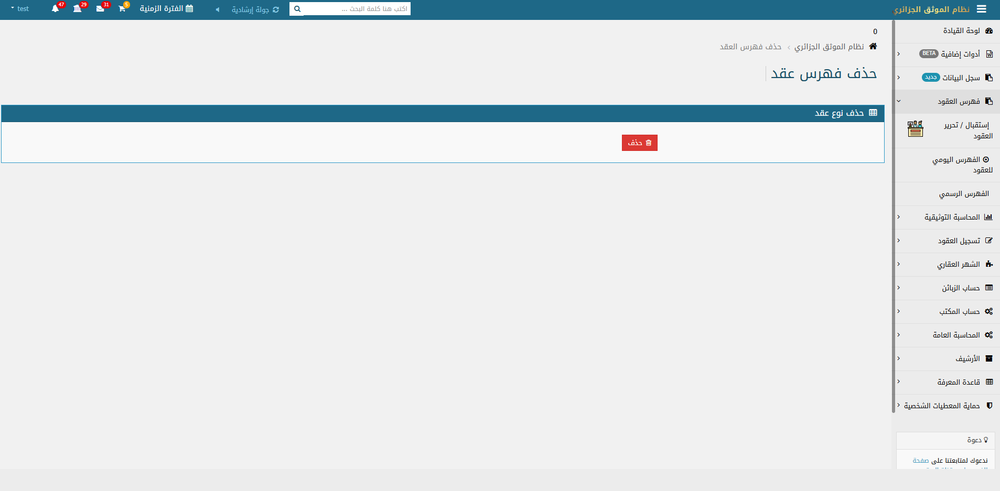 نظام الموثق الجزائري
اكتب هنا كلمة البحث ...
جولة إرشادية
الفترة الزمنية
5
31
29
47
test
لوحة القيادة
أدوات إضافية BETA
سجل البيانات جديد
فهرس العقود
إستقبال / تحرير
العقود
الفهرس اليومي
للعقود
الفهرس الرسمي
المحاسبة التوثيقية
تسجيل العقود
الشهر العقاري
حساب الزبائن
حساب المكتب
المحاسبة العامة
الأرشيف
قاعدة المعرفة
حماية المعطيات الشخصية
دعوة
ندعوك لمتابعتنا على صفحة
0
نظام الموثق الجزائري › حذف فهرس العقد
حذف فهرس عقد
حذف نوع عقد
حذف